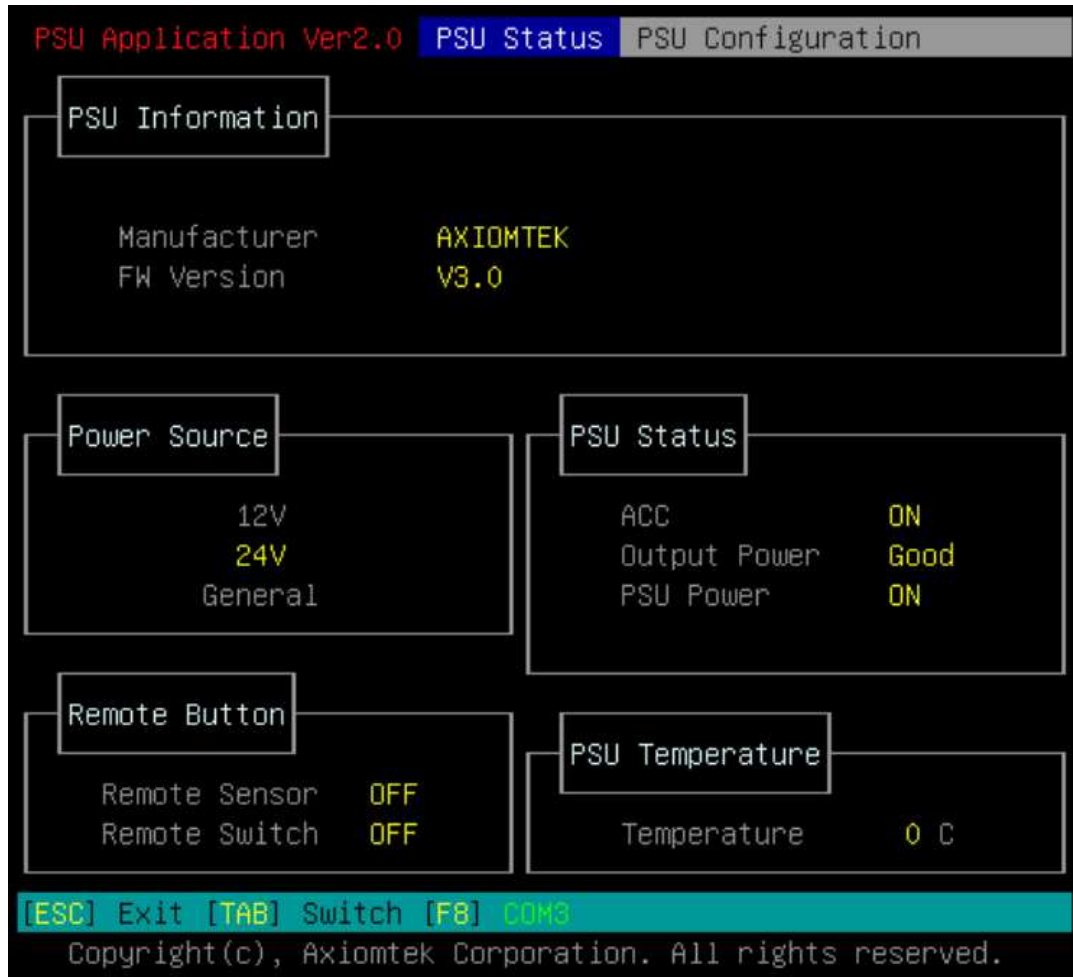 PSU Application Ver2.0 PSU Status PSU Configuration
PSU Information
Manufacturer AXIOMTEK
FW Version V3.0
Power Source
12V
24V
General
PSU Status
ACC ON
Output Power Good
PSU Power ON
Remote Button
Remote Sensor OFF
Remote Switch OFF
PSU Temperature
Temperature 0 C
[ESC] Exit [TAB] Switch [F8] COM3
Copyright(c), Axiomtek Corporation. All rights reserved.